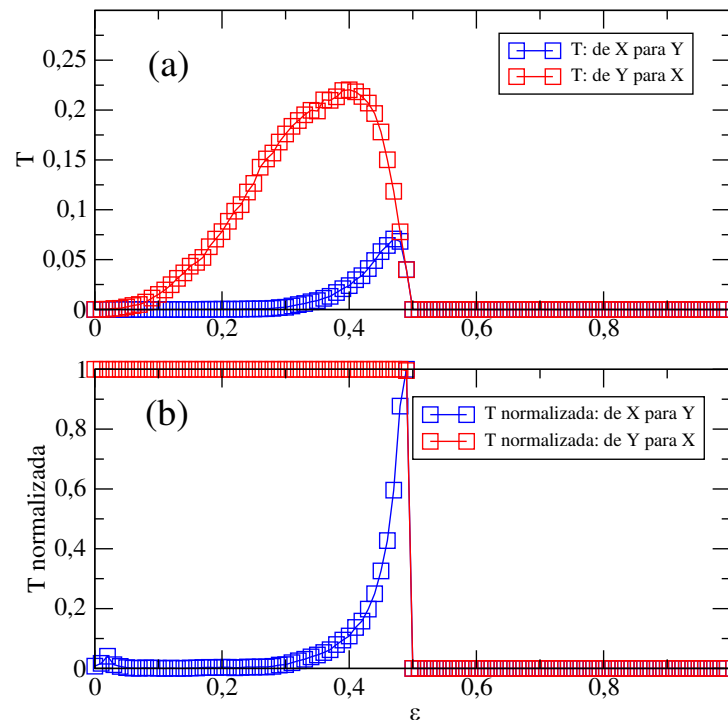 (a)
T: de X para Y
T: de Y para X
0,25
0,2
0,15
0,1
0,05
0
T
0 0,2 0,4 0,6 0,8
(b)
T normalizada: de X para Y
T normalizada: de Y para X
1
0,8
0,6
0,4
0,2
0
T normalizada
0 0,2 0,4 0,6 0,8
ε